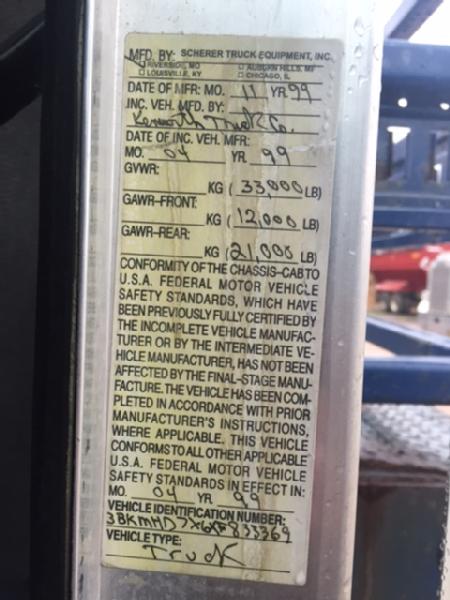 MFD. BY: SCHERER TRUCK EQUIPMENT, INC.
RIVERSIDE, MO □ AUBURN HILLS, MI
□ LOUISVILLE, KY □ CHICAGO, IL
DATE OF MFR: MO. 11 YR. 99
INC. VEH. MFD. BY:
Kenworth Truck Co.
DATE OF INC. VEH. MFR:
MO. 04 YR. 99
GVWR:
KG (33,000 LB)
GAWR-FRONT:
KG (12,000 LB)
GAWR-REAR:
KG (21,000 LB)
CONFORMITY OF THE CHASSIS-CAB TO
U.S.A. FEDERAL MOTOR VEHICLE
SAFETY STANDARDS, WHICH HAVE
BEEN PREVIOUSLY FULLY CERTIFIED BY
THE INCOMPLETE VEHICLE MANUFAC-
TURER OR BY THE INTERMEDIATE VE-
HICLE MANUFACTURER, HAS NOT BEEN
AFFECTED BY THE FINAL-STAGE MANU-
FACTURE. THE VEHICLE HAS BEEN COM-
PLETED IN ACCORDANCE WITH PRIOR
MANUFACTURER'S INSTRUCTIONS,
WHERE APPLICABLE. THIS VEHICLE
CONFORMS TO ALL OTHER APPLICABLE
U.S.A. FEDERAL MOTOR VEHICLE
SAFETY STANDARDS IN EFFECT IN:
MO. 04 YR. 99
VEHICLE IDENTIFICATION NUMBER:
VEHICLE TYPE:
Truck